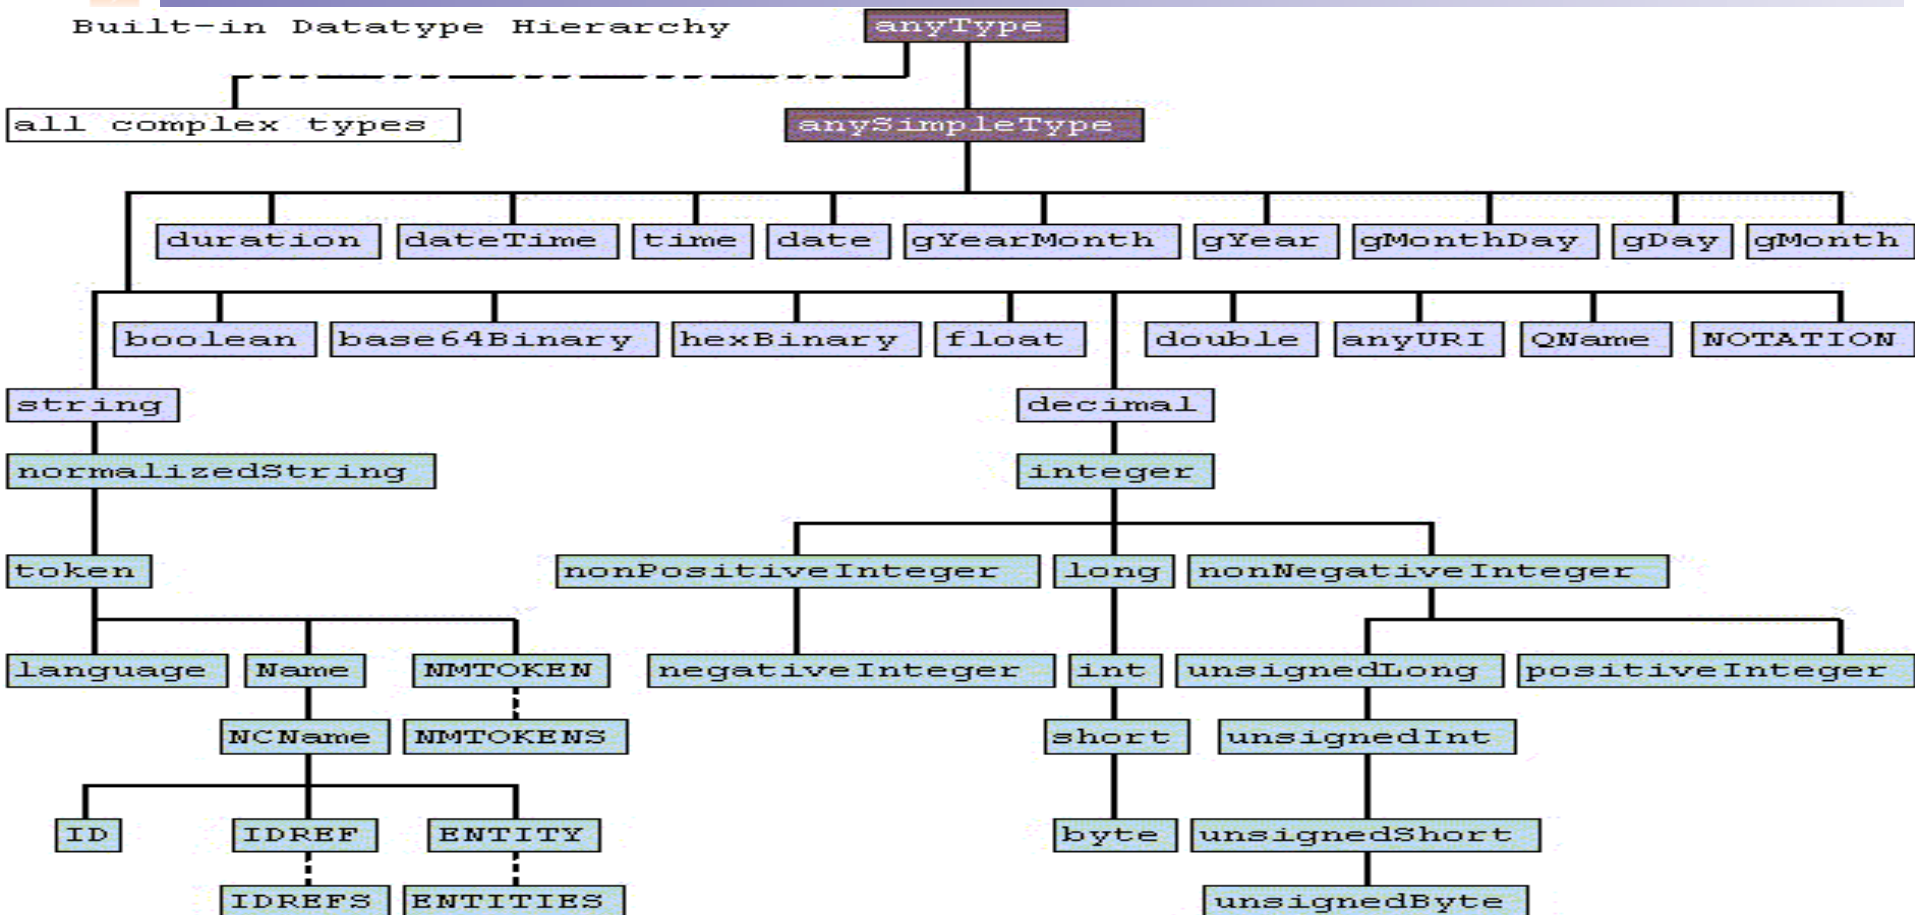 Built-in Datatype Hierarchy
anyType
all complex types
anySimpleType
duration
dateTime
time
date
gYearMonth
gYear
gMonthDay
gDay
gMonth
boolean
base64Binary
hexBinary
float
double
anyURI
QName
NOTATION
string
decimal
normalizedString
integer
token
nonPositiveInteger
long
nonNegativeInteger
language
Name
NMTOKEN
negativeInteger
int
unsignedLong
positiveInteger
NCName
NMTOKENS
short
unsignedInt
ID
IDREF
ENTITY
byte
unsignedShort
IDREFS
ENTITIES
unsignedByte